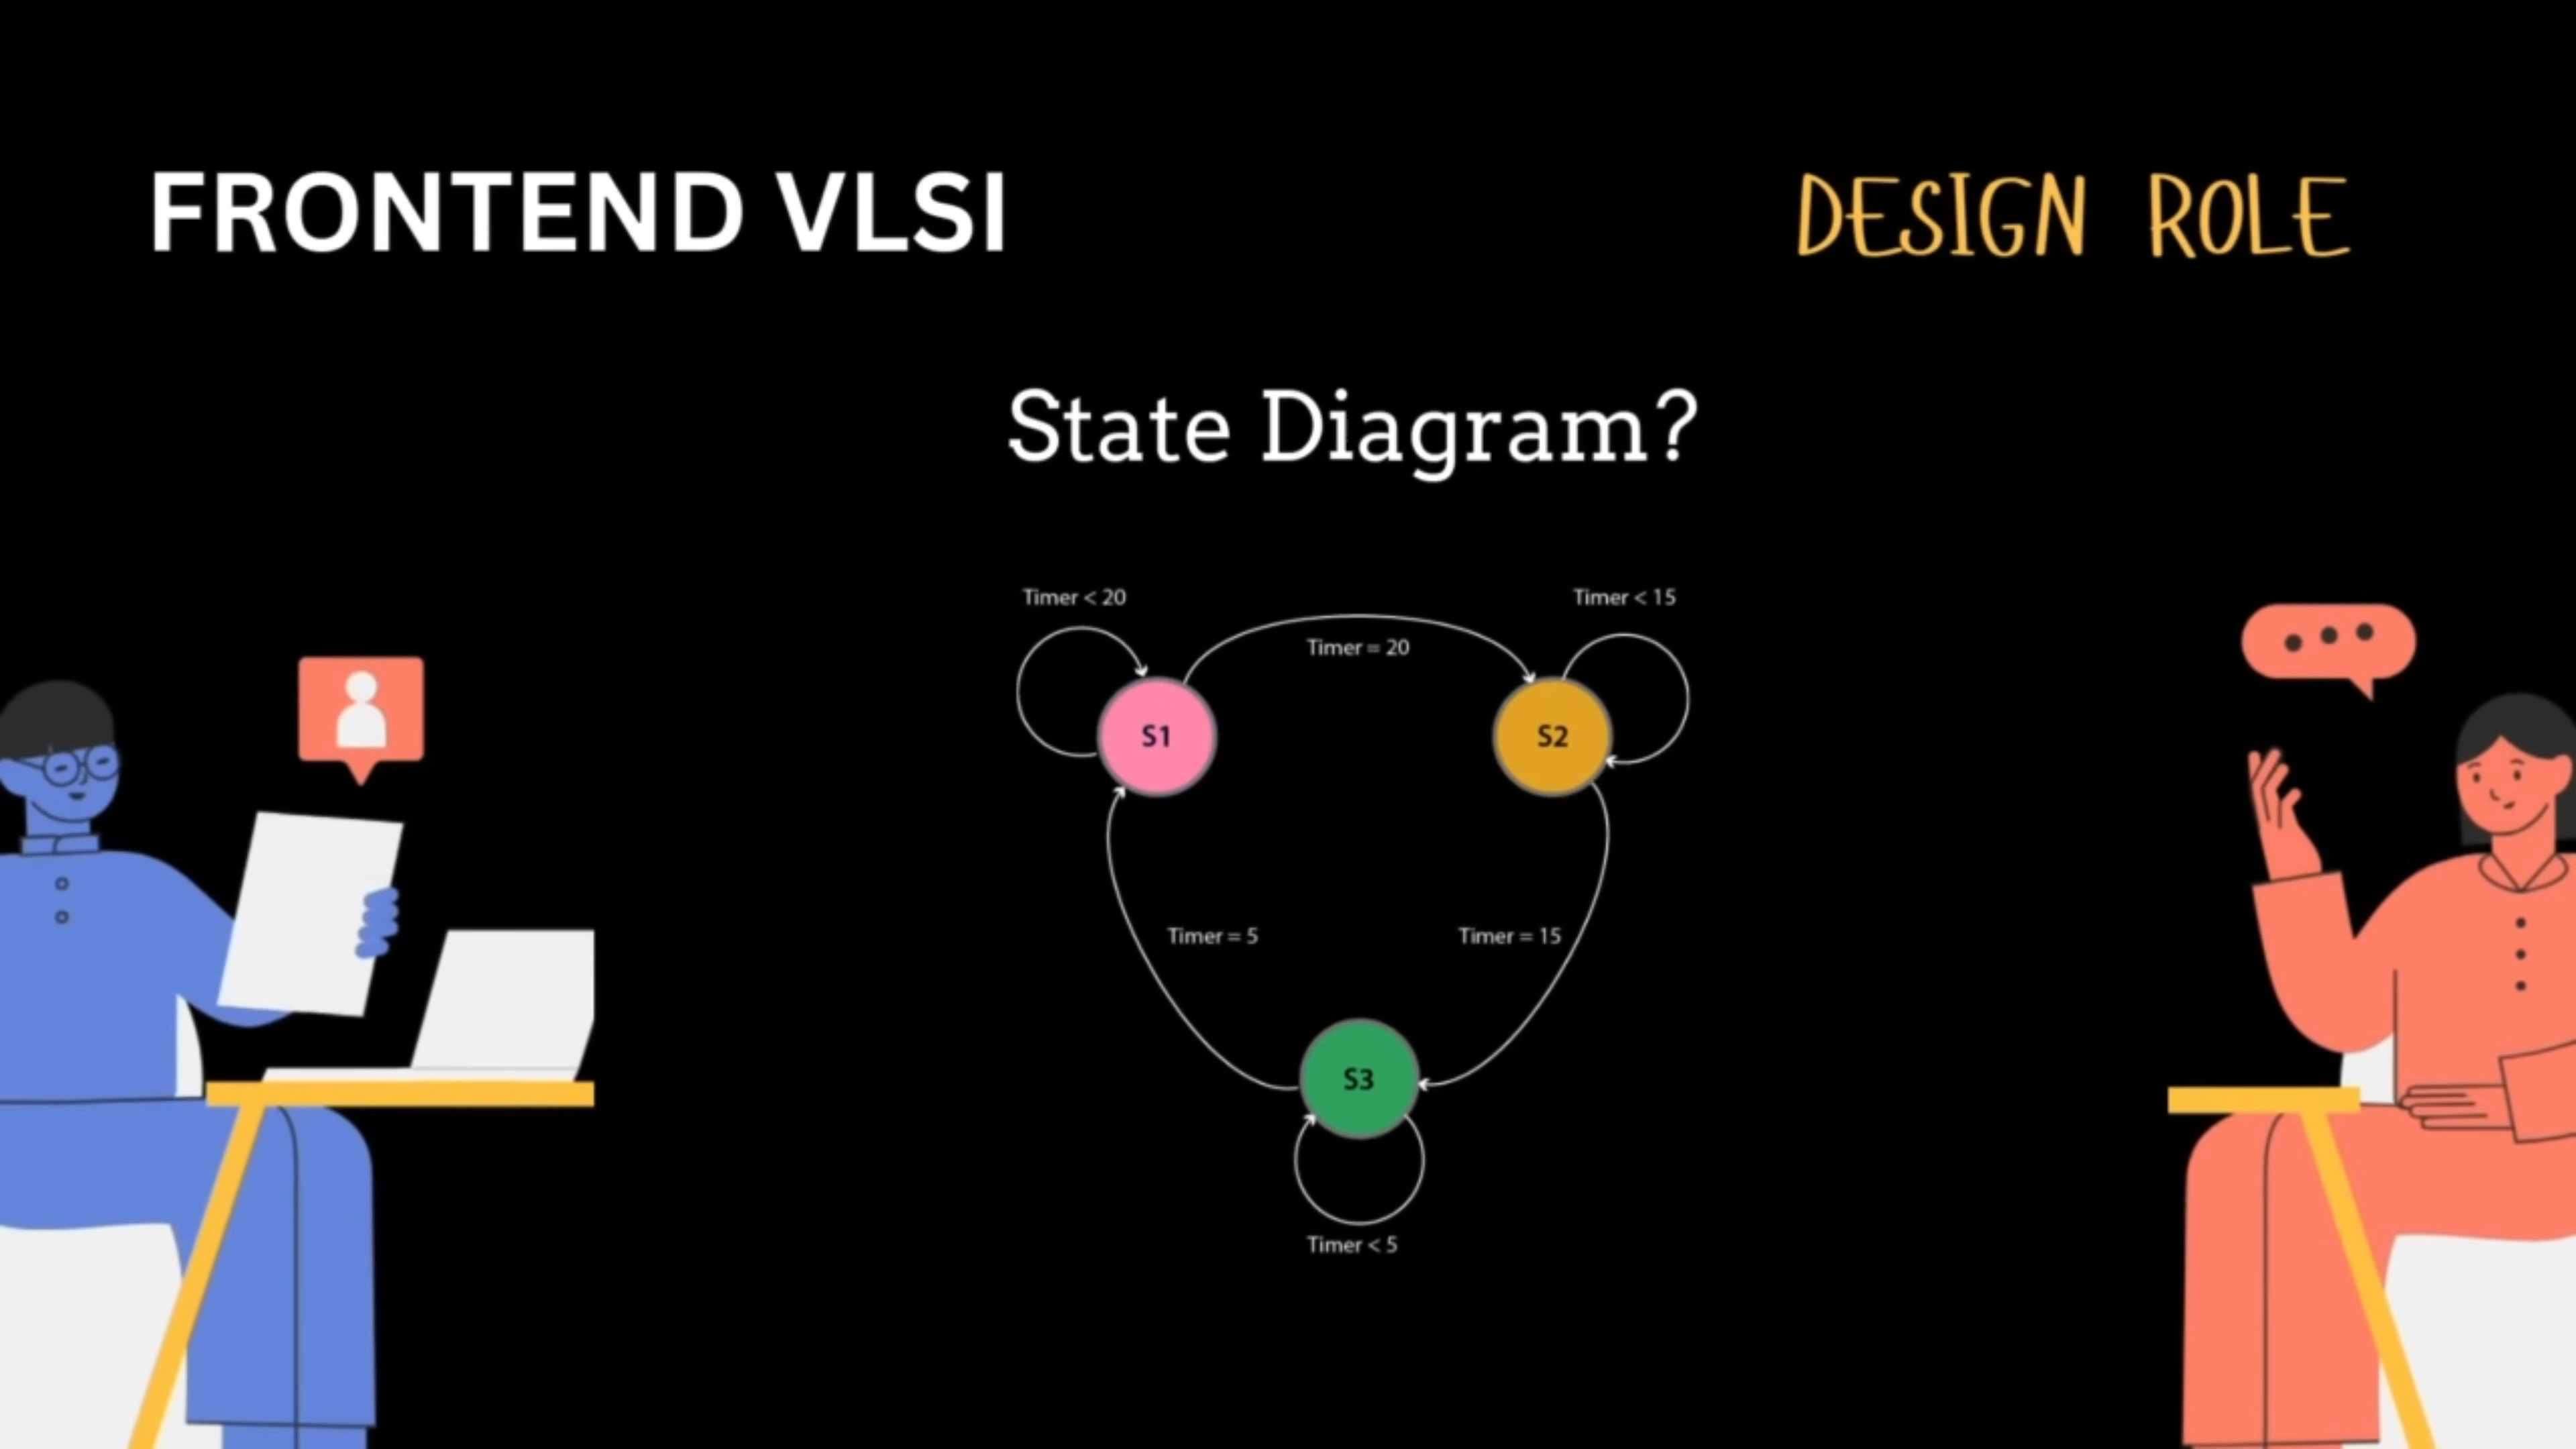 FRONTEND VLSI
DESIGN ROLE
State Diagram?
Timer < 20
Timer < 15
Timer = 20
S1
S2
Timer = 5
Timer = 15
S3
Timer < 5